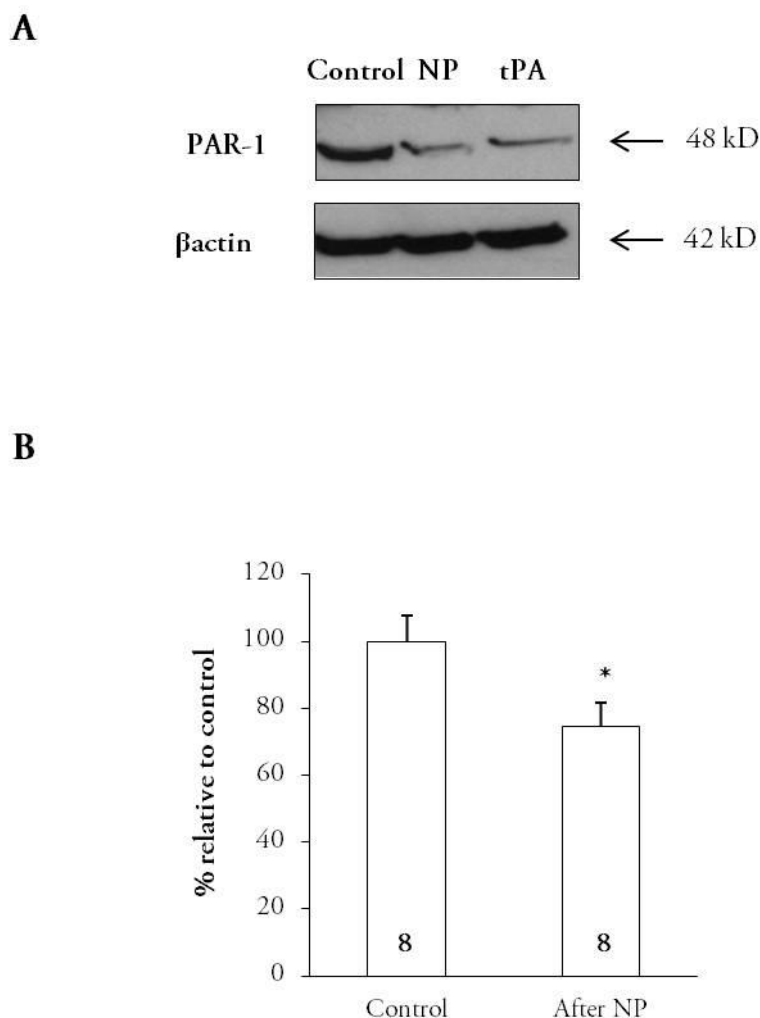 A
Control NP tPA
PAR-1
48 kD
βactin
42 kD
B
% relative to control
120
100
80
60
40
20
0
*
8
8
Control
After NP